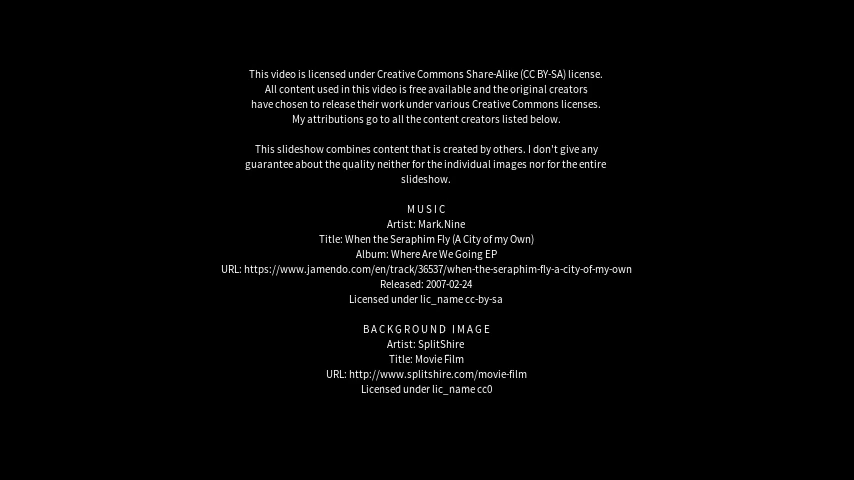 This video is licensed under Creative Commons Share-Alike (CC BY-SA) license.
All content used in this video is free available and the original creators
have chosen to release their work under various Creative Commons licenses.
My attributions go to all the content creators listed below.
This slideshow combines content that is created by others. I don't give any
guarantee about the quality neither for the individual images nor for the entire
slideshow.
MUSIC
Artist: Mark.Nine
Title: When the Seraphim Fly (A City of my Own)
Album: Where Are We Going EP
URL: https://www.jamendo.com/en/track/36537/when-the-seraphim-fly-a-city-of-my-own
Released: 2007-02-24
Licensed under lic_name cc-by-sa
BACKGROUND IMAGE
Artist: SplitShire
Title: Movie Film
URL: http://www.splitshire.com/movie-film
Licensed under lic_name cc0